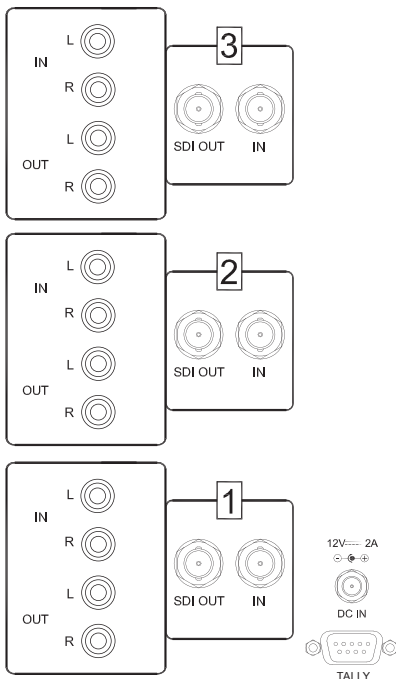 3
L
IN
R
L
OUT
R
SDI OUT IN
2
L
IN
R
L
OUT
R
SDI OUT IN
1
L
IN
R
L
OUT
R
SDI OUT IN
12V 2A
DC IN
TALLY